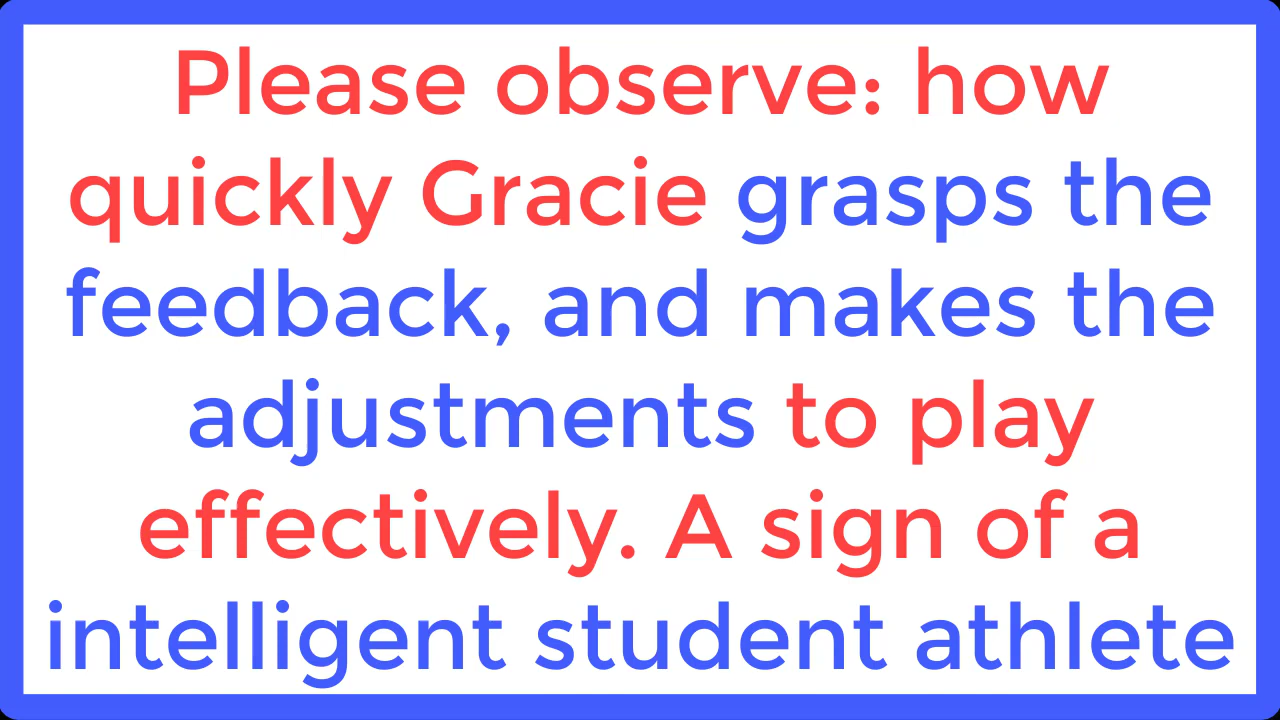 Please observe: how
quickly Gracie grasps the
feedback, and makes the
adjustments to play
effectively. A sign of a
intelligent student athlete